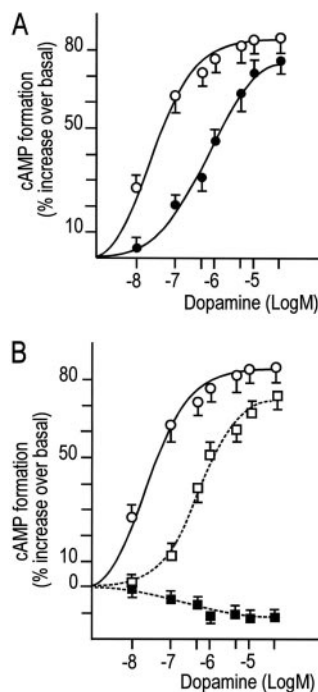 A
cAMP formation
(% increase over basal)
80
50
10
-8 -7 -6 -5
Dopamine (LogM)
B
cAMP formation
(% increase over basal)
80
50
10
0
-8 -7 -6 -5
Dopamine (LogM)